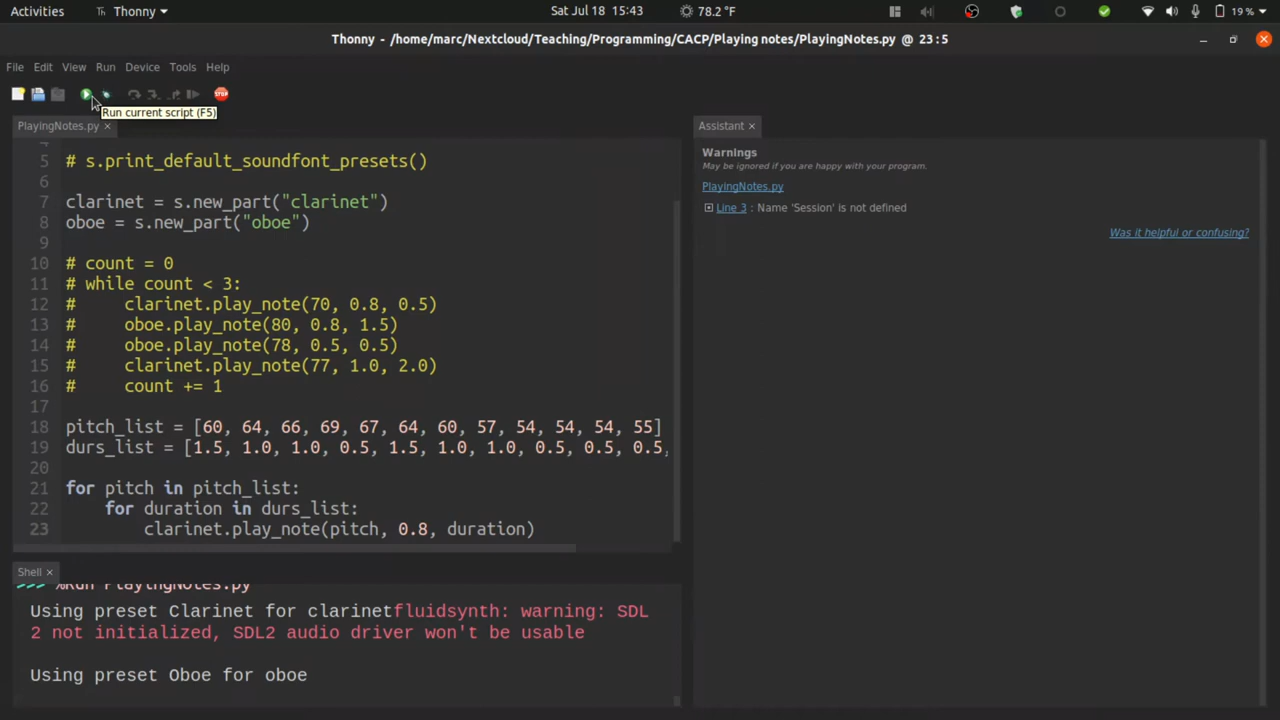 Activities Thonny Sat Jul 18 15:43 78.2 °F 19 %
Thonny - /home/marc/Nextcloud/Teaching/Programming/CACP/Playing notes/PlayingNotes.py @ 23:5
File Edit View Run Device Tools Help
STOP
Run current script (F5)
PlayingNotes.py ×
4
5 # s.print_default_soundfont_presets()
6
7 clarinet = s.new_part("clarinet")
8 oboe = s.new_part("oboe")
9
10 # count = 0
11 # while count < 3:
12 #     clarinet.play_note(70, 0.8, 0.5)
13 #     oboe.play_note(80, 0.8, 1.5)
14 #     oboe.play_note(78, 0.5, 0.5)
15 #     clarinet.play_note(77, 1.0, 2.0)
16 #     count += 1
17
18 pitch_list = [60, 64, 66, 69, 67, 64, 60, 57, 54, 54, 54, 55]
19 durs_list = [1.5, 1.0, 1.0, 0.5, 1.5, 1.0, 1.0, 0.5, 0.5, 0.5,
20
21 for pitch in pitch_list:
22     for duration in durs_list:
23         clarinet.play_note(pitch, 0.8, duration)
Shell ×
>>> %Run PlayingNotes.py
Using preset Clarinet for clarinetfluidsynth: warning: SDL
2 not initialized, SDL2 audio driver won't be usable
Using preset Oboe for oboe
Assistant ×
Warnings
May be ignored if you are happy with your program.
PlayingNotes.py
Line 3 : Name 'Session' is not defined
Was it helpful or confusing?